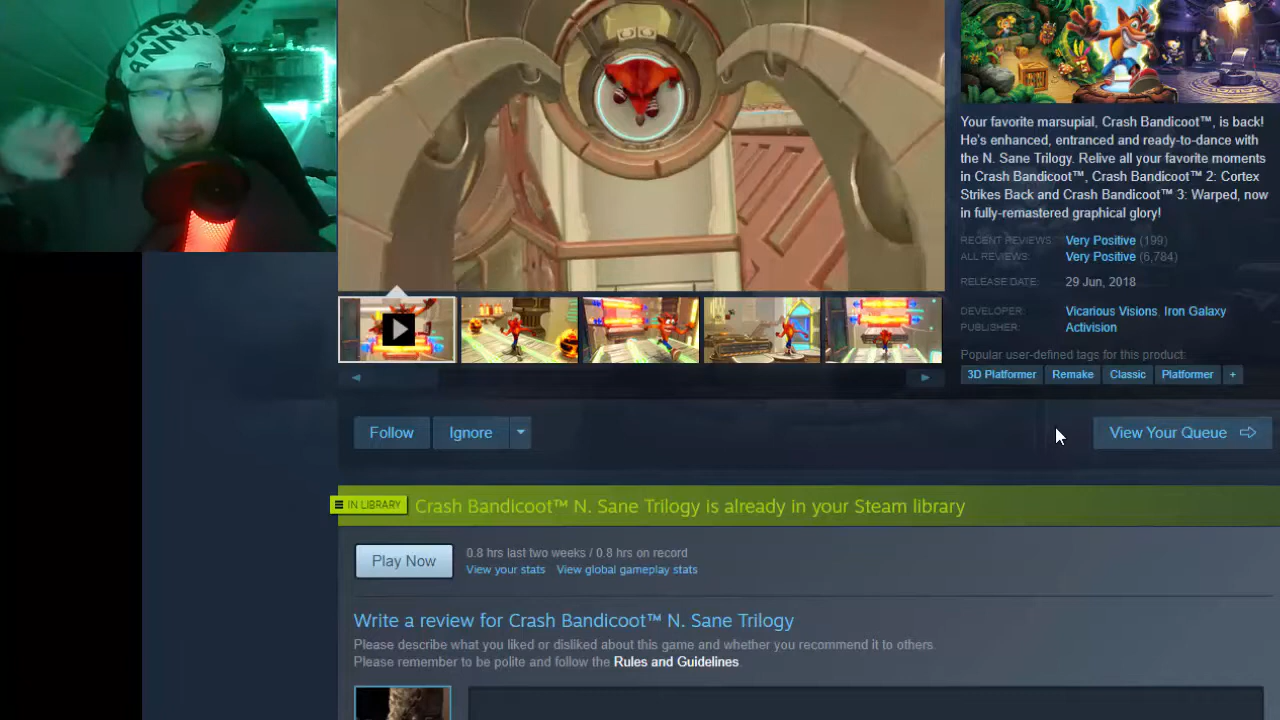 Your favorite marsupial, Crash Bandicoot™, is back!
He's enhanced, entranced and ready-to-dance with
the N. Sane Trilogy. Relive all your favorite moments
in Crash Bandicoot™, Crash Bandicoot™ 2: Cortex
Strikes Back and Crash Bandicoot™ 3: Warped, now
in fully-remastered graphical glory!
RECENT REVIEWS: Very Positive (199)
ALL REVIEWS: Very Positive (6,784)
RELEASE DATE: 29 Jun, 2018
DEVELOPER: Vicarious Visions, Iron Galaxy
PUBLISHER: Activision
Popular user-defined tags for this product:
3D Platformer Remake Classic Platformer +
Follow Ignore View Your Queue
IN LIBRARY Crash Bandicoot™ N. Sane Trilogy is already in your Steam library
Play Now
0.8 hrs last two weeks / 0.8 hrs on record
View your stats View global gameplay stats
Write a review for Crash Bandicoot™ N. Sane Trilogy
Please describe what you liked or disliked about this game and whether you recommend it to others.
Please remember to be polite and follow the Rules and Guidelines.